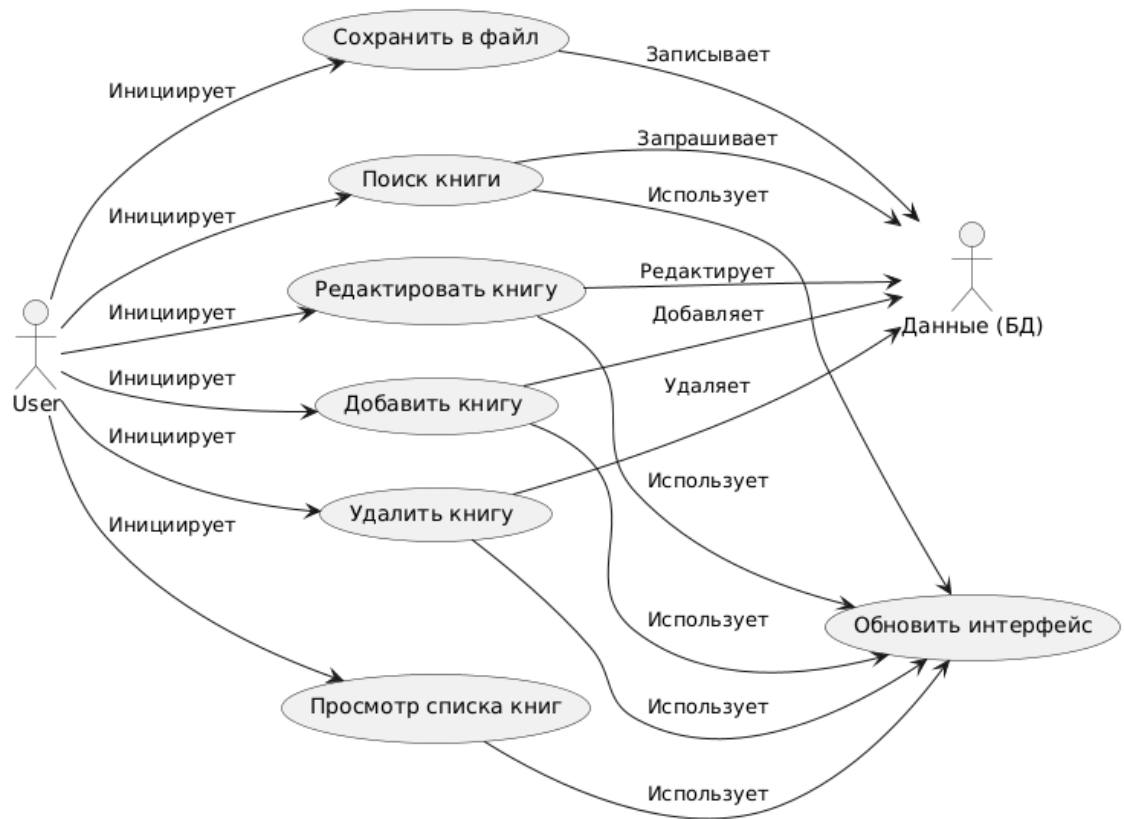 Сохранить в файл
Записывает
Инициирует
Запрашивает
Поиск книги
Использует
Инициирует
Редактирует
Редактировать книгу
Инициирует
Добавляет
Данные (БД)
Инициирует
Удаляет
User
Добавить книгу
Инициирует
Использует
Удалить книгу
Инициирует
Использует
Обновить интерфейс
Просмотр списка книг
Использует
Использует